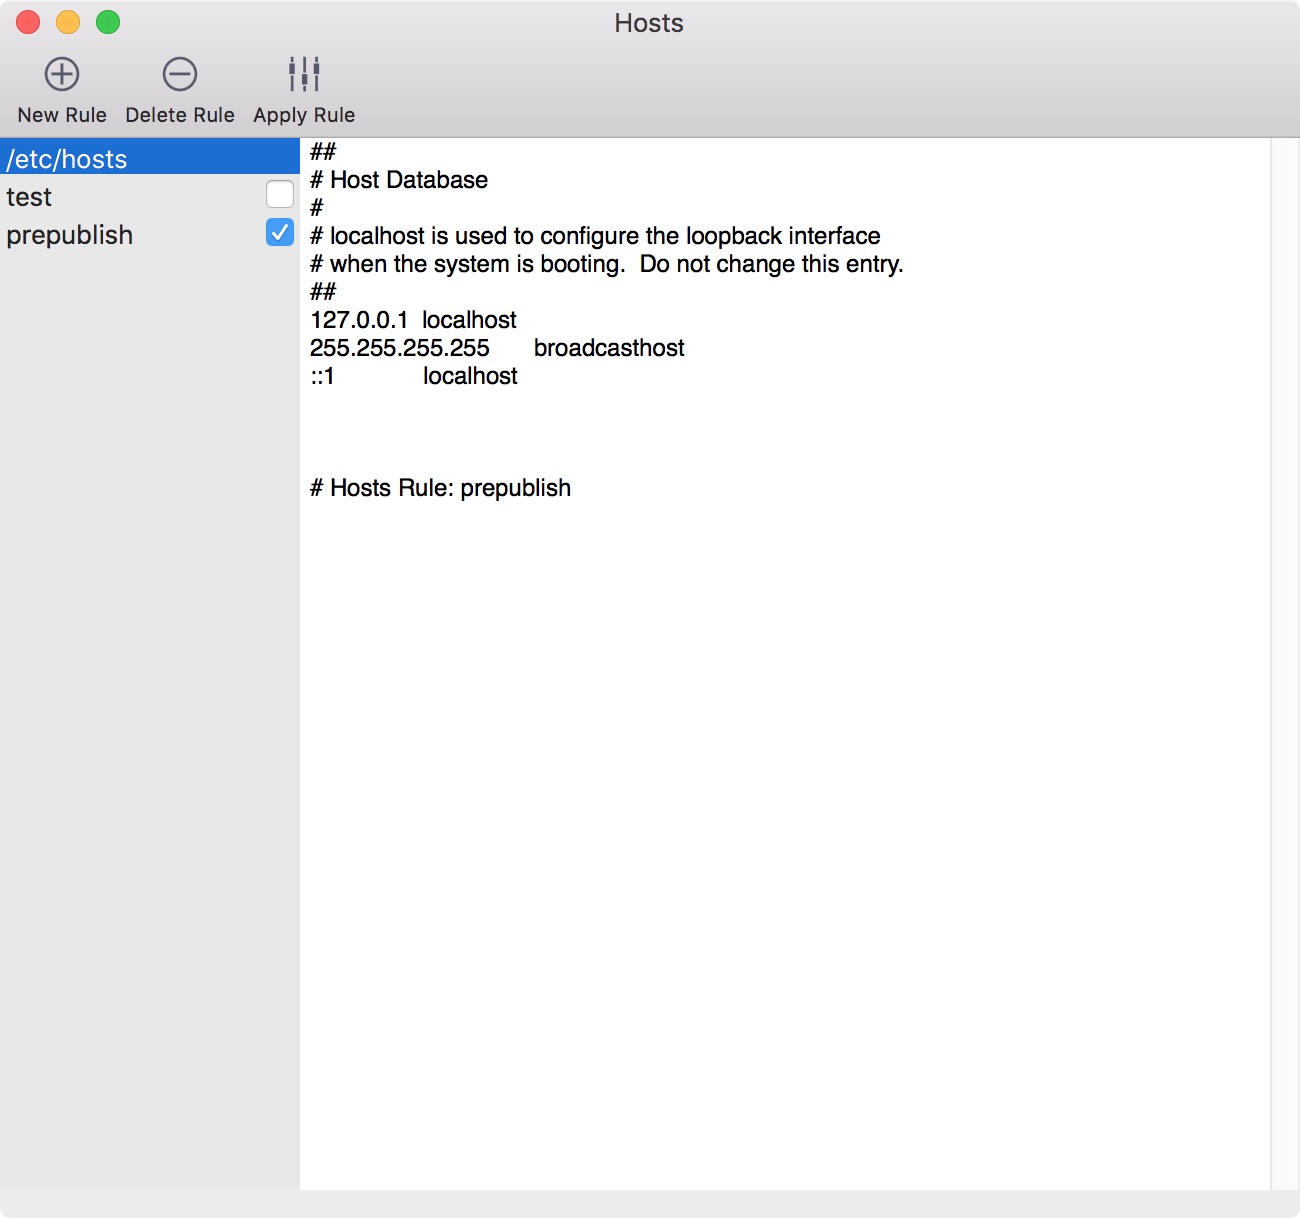 Hosts
New Rule
Delete Rule
Apply Rule
/etc/hosts
test
prepublish
##
# Host Database
#
# localhost is used to configure the loopback interface
# when the system is booting.  Do not change this entry.
##
127.0.0.1  localhost
255.255.255.255       broadcasthost
::1             localhost
# Hosts Rule: prepublish